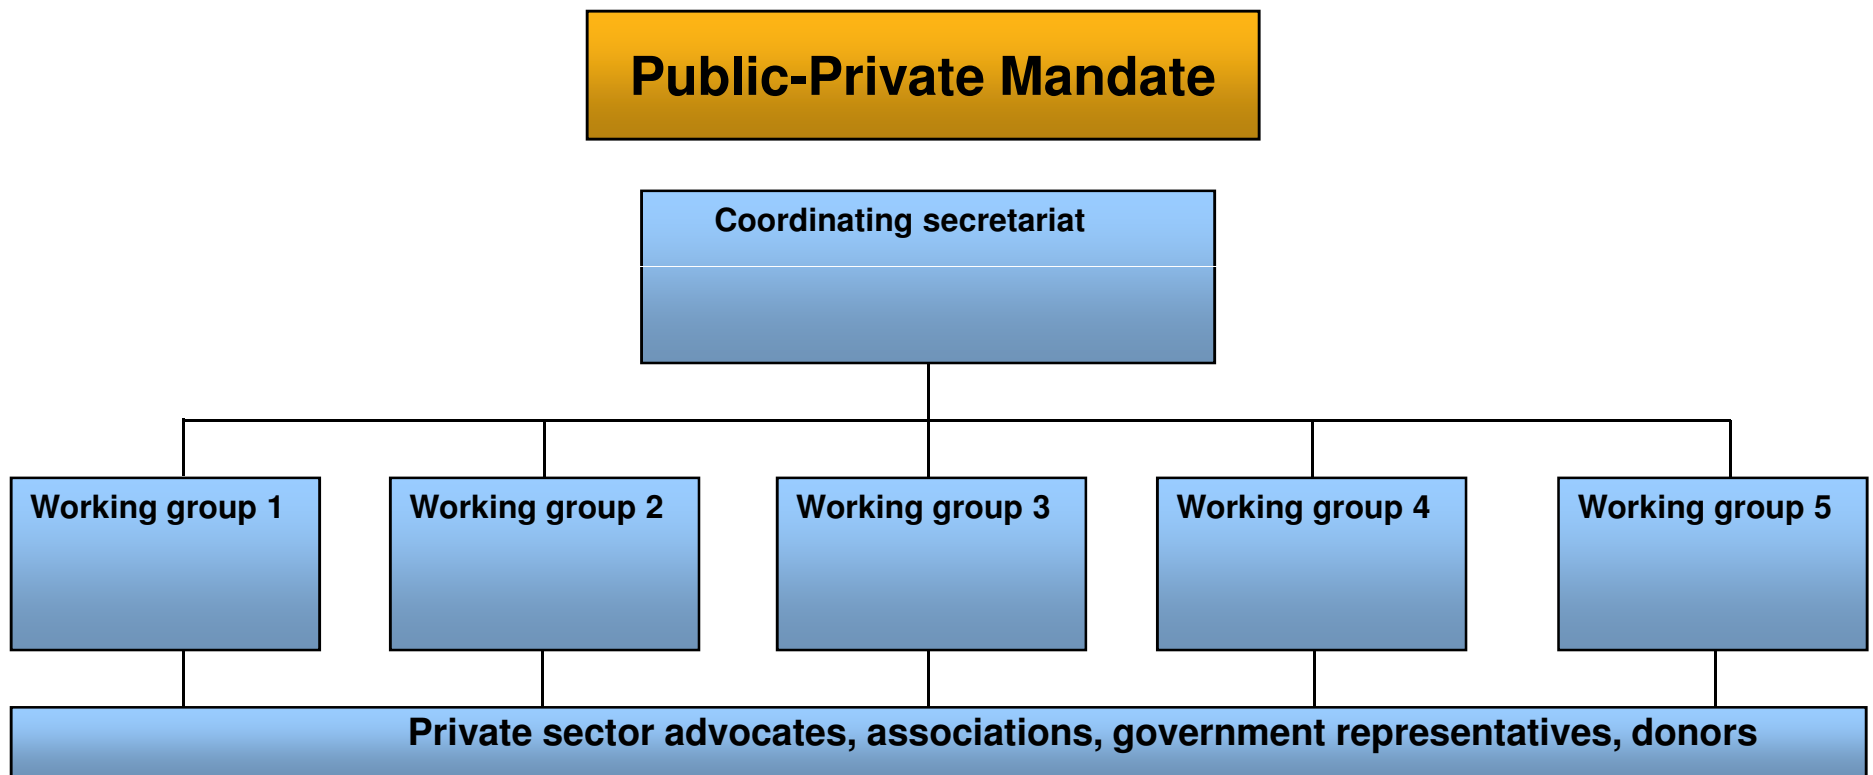 Public-Private Mandate
Coordinating secretariat
Working group 1
Working group 2
Working group 3
Working group 4
Working group 5
Private sector advocates, associations, government representatives, donors